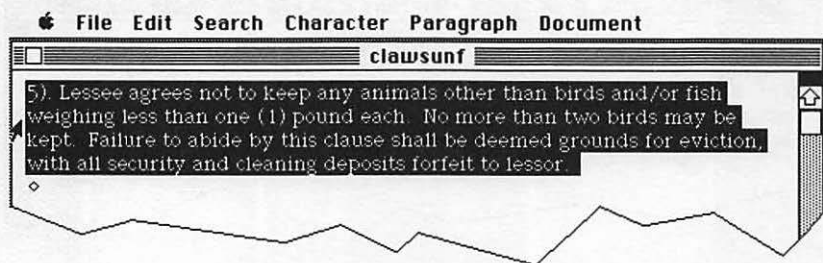 File Edit Search Character Paragraph Document
clawsunf
5). Lessee agrees not to keep any animals other than birds and/or fish
weighing less than one (1) pound each. No more than two birds may be
kept. Failure to abide by this clause shall be deemed grounds for eviction,
with all security and cleaning deposits forfeit to lessor.